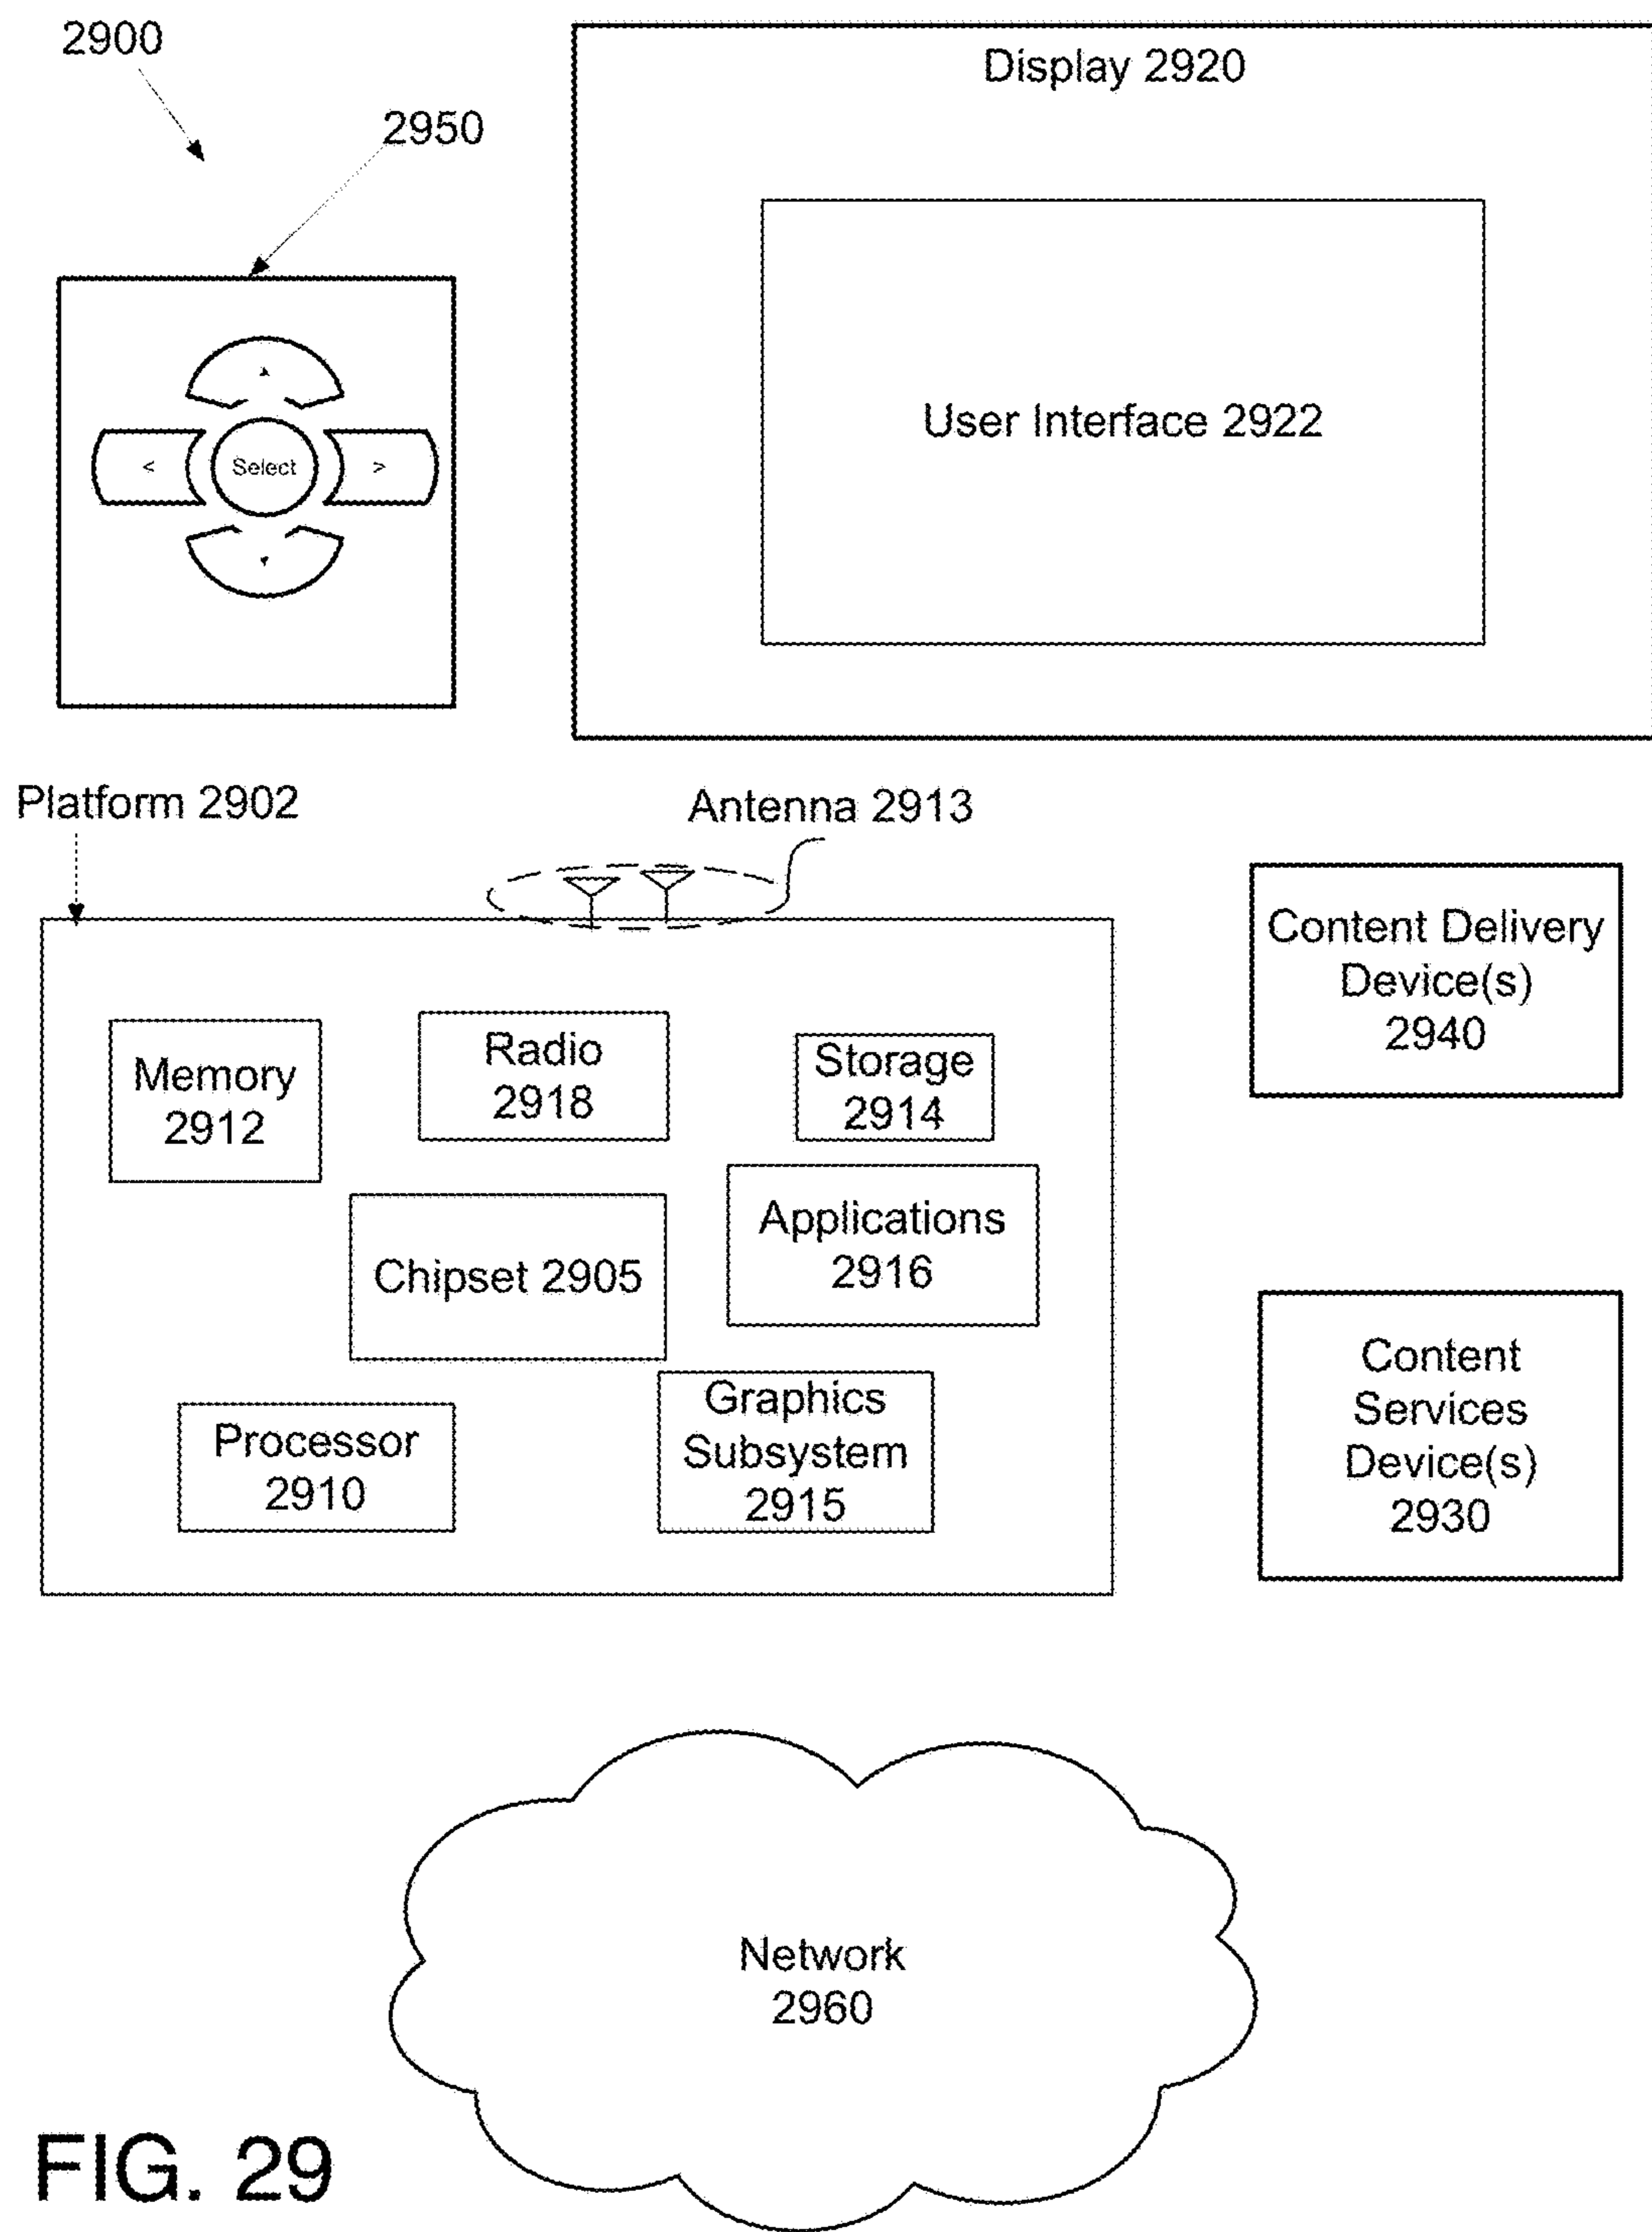 2900
Display 2920
2950
User Interface 2922
<
Select
>
Platform 2902
Antenna 2913
Content Delivery
Device(s)
2940
Memory
2912
Radio
2918
Storage
2914
Chipset 2905
Applications
2916
Processor
2910
Graphics
Subsystem
2915
Content
Services
Device(s)
2930
Network
2960
FIG. 29